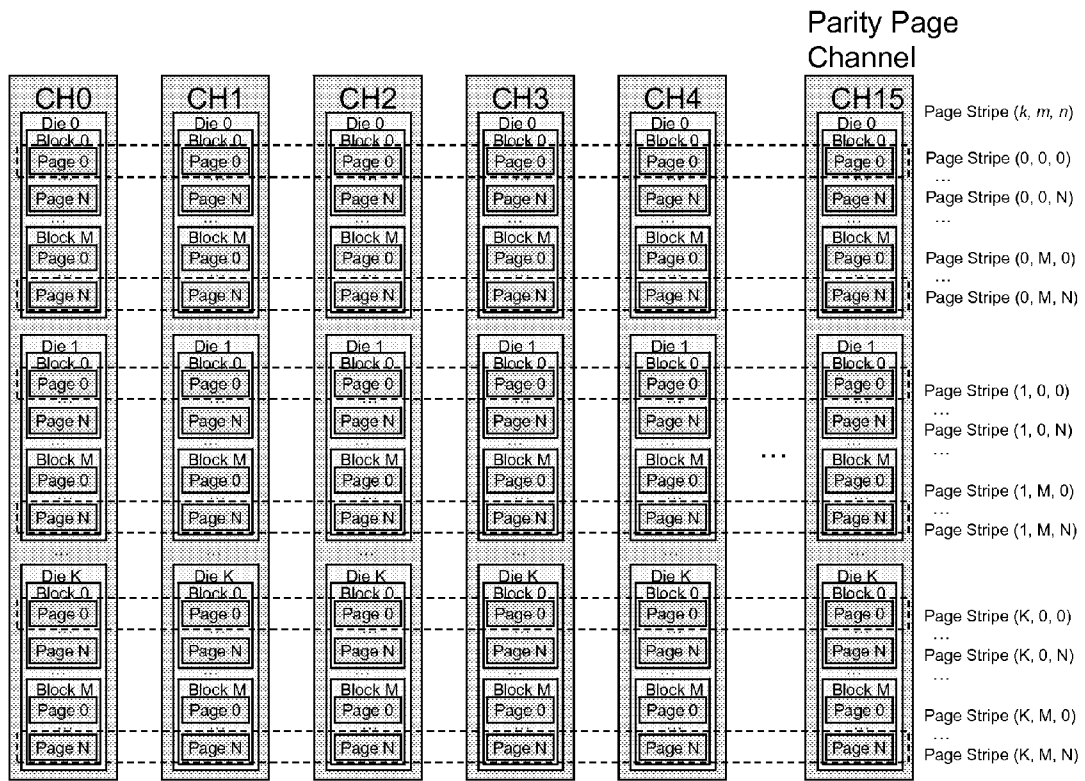 Parity Page
Channel
CH0 CH1 CH2 CH3 CH4 CH15 Page Stripe (k, m, n)
Die 0 Die 0 Die 0 Die 0 Die 0 Die 0
Block 0 Block 0 Block 0 Block 0 Block 0 Block 0
Page 0 Page 0 Page 0 Page 0 Page 0 Page 0 Page Stripe (0, 0, 0)
... ... ... ... ... ... ...
Page N Page N Page N Page N Page N Page N Page Stripe (0, 0, N)
... ... ... ... ... ... ...
Block M Block M Block M Block M Block M Block M
Page 0 Page 0 Page 0 Page 0 Page 0 Page 0 Page Stripe (0, M, 0)
... ... ... ... ... ... ...
Page N Page N Page N Page N Page N Page N Page Stripe (0, M, N)
Die 1 Die 1 Die 1 Die 1 Die 1 Die 1
Block 0 Block 0 Block 0 Block 0 Block 0 Block 0
Page 0 Page 0 Page 0 Page 0 Page 0 Page 0 Page Stripe (1, 0, 0)
... ... ... ... ... ... ...
Page N Page N Page N Page N Page N Page N Page Stripe (1, 0, N)
... ... ... ... ... ... ...
Block M Block M Block M Block M Block M ... Block M
Page 0 Page 0 Page 0 Page 0 Page 0 Page 0 Page Stripe (1, M, 0)
... ... ... ... ... ... ...
Page N Page N Page N Page N Page N Page N Page Stripe (1, M, N)
... ... ... ... ... ...
Die K Die K Die K Die K Die K Die K
Block 0 Block 0 Block 0 Block 0 Block 0 Block 0
Page 0 Page 0 Page 0 Page 0 Page 0 Page 0 Page Stripe (K, 0, 0)
... ... ... ... ... ... ...
Page N Page N Page N Page N Page N Page N Page Stripe (K, 0, N)
... ... ... ... ... ... ...
Block M Block M Block M Block M Block M Block M
Page 0 Page 0 Page 0 Page 0 Page 0 Page 0 Page Stripe (K, M, 0)
... ... ... ... ... ... ...
Page N Page N Page N Page N Page N Page N Page Stripe (K, M, N)